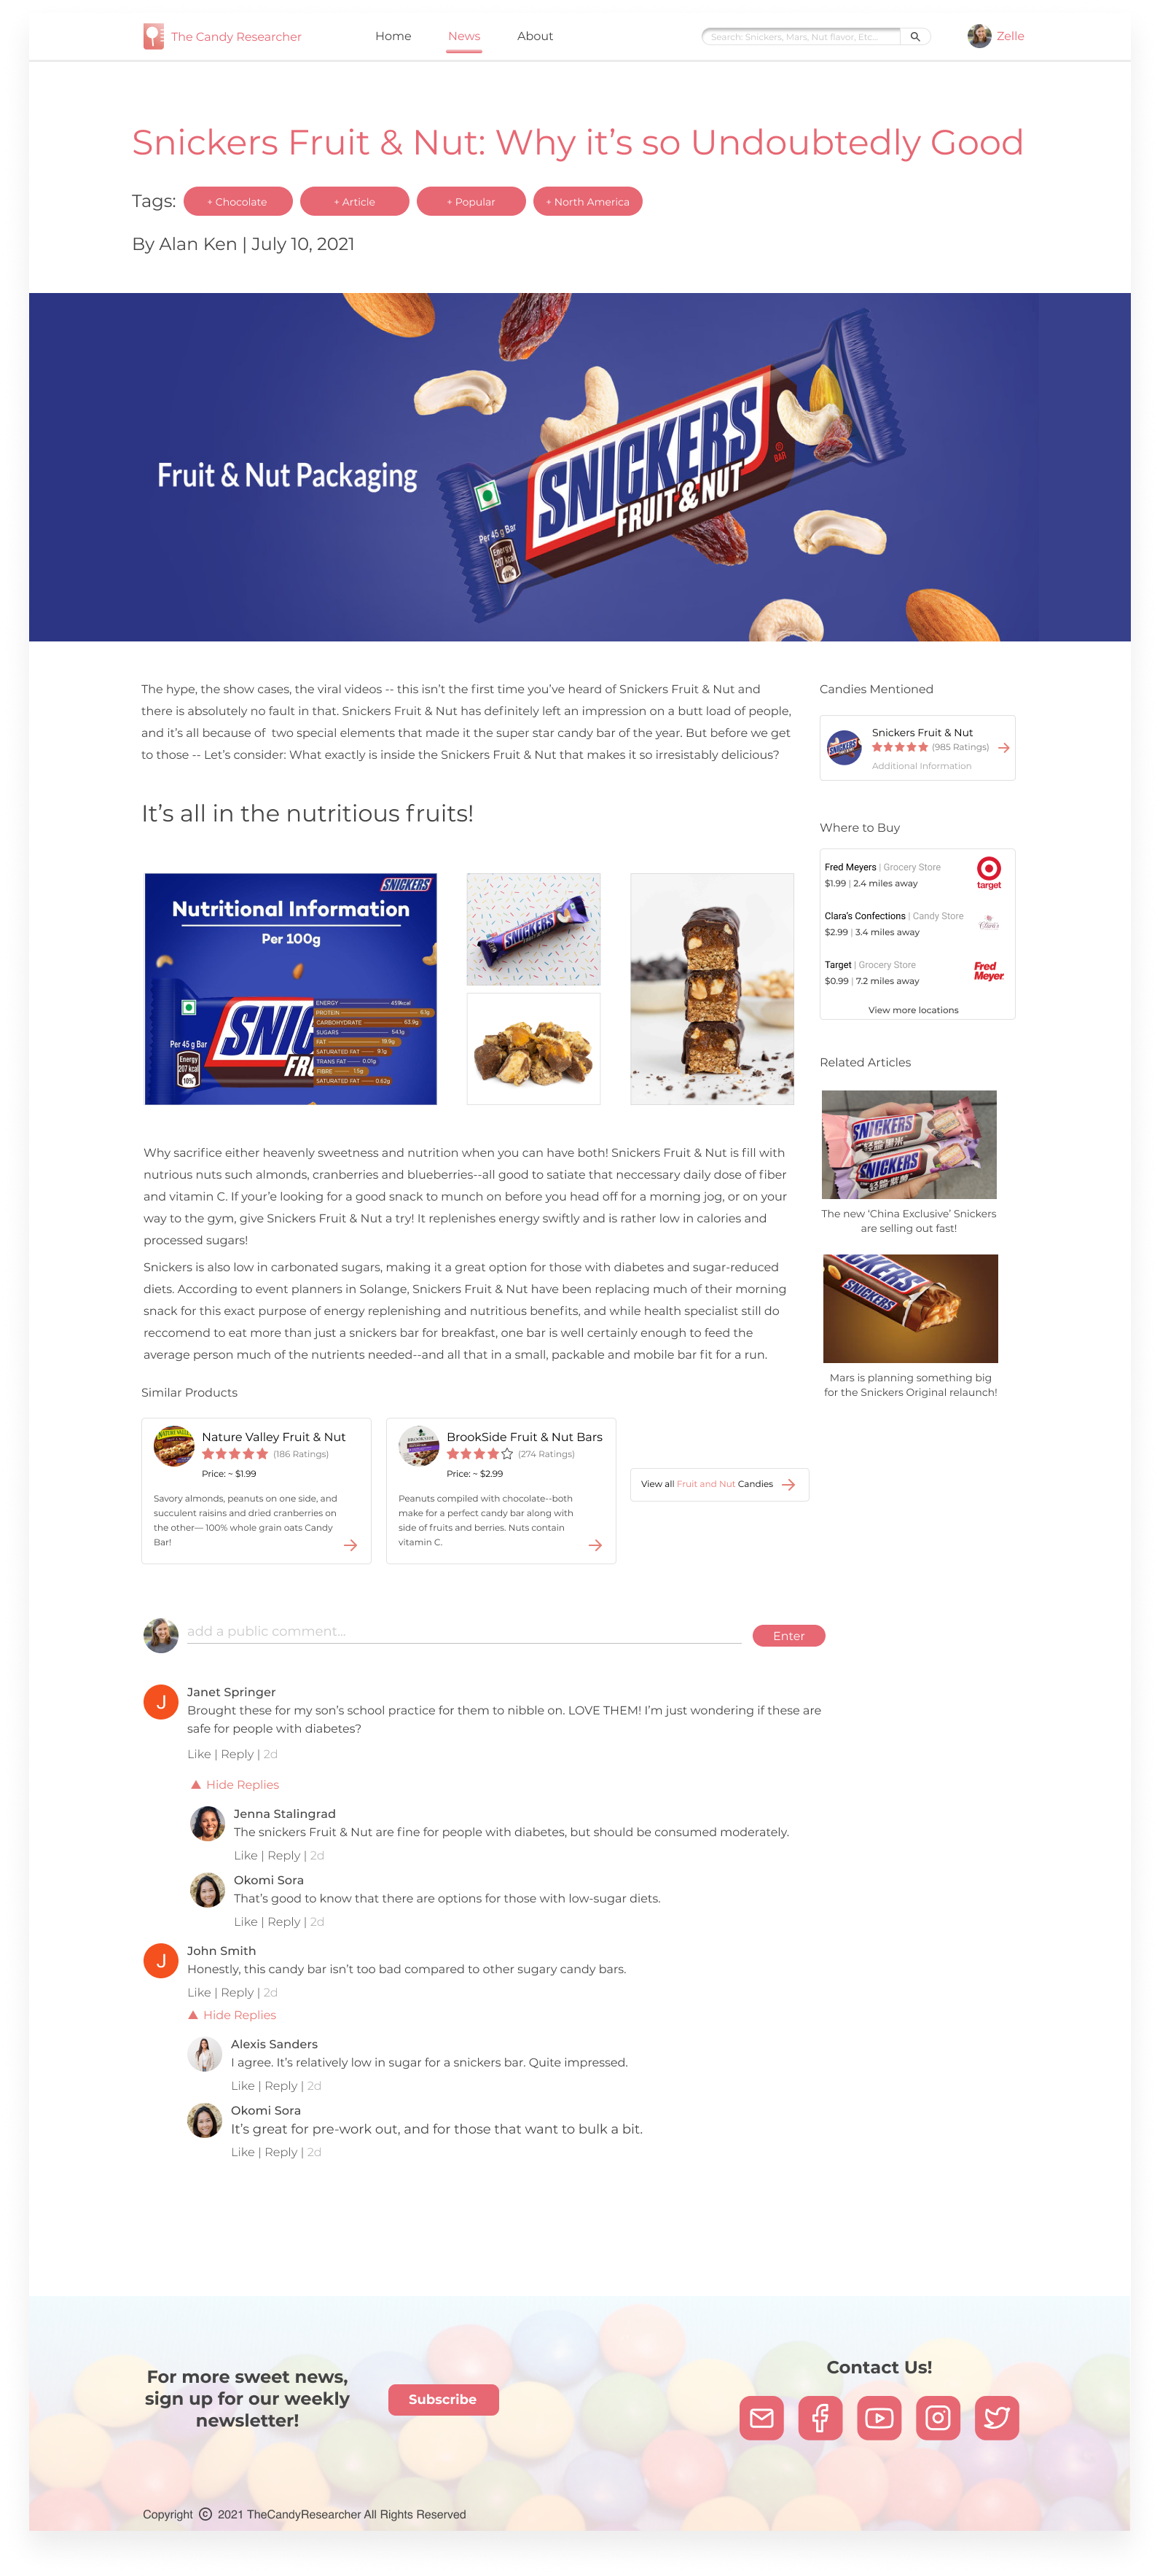 The Candy Researcher
Home
News
About
Search: Snickers, Mars, Nut flavor, Etc...
Zelle
Snickers Fruit & Nut: Why it's so Undoubtedly Good
Tags:
+ Chocolate
+ Article
+ Popular
+ North America
By Alan Ken | July 10, 2021
Fruit & Nut Packaging
SNICKERS
FRUIT&NUT
© BAR
Per 45 g Bar
Energy
207 kcal
10%
The hype, the show cases, the viral videos -- this isn't the first time you've heard of Snickers Fruit & Nut and
there is absolutely no fault in that. Snickers Fruit & Nut has definitely left an impression on a butt load of people,
and it's all because of  two special elements that made it the super star candy bar of the year. But before we get
to those -- Let's consider: What exactly is inside the Snickers Fruit & Nut that makes it so irresistably delicious?
It's all in the nutritious fruits!
SNICKERS
Nutritional Information
Per 100g
Per 45 g Bar
Energy
207 kcal
10%
SNIC
FRU
ENERGY 459kcal
PROTEIN 9.1g
CARBOHYDRATE 63.9g
SUGARS 54.1g
FAT 19.9g
SATURATED FAT 9.1g
TRANS FAT 0.01g
FIBRE 1.5g
SATURATED FAT 0.62g
SNICKERS
Why sacrifice either heavenly sweetness and nutrition when you can have both! Snickers Fruit & Nut is fill with
nutrious nuts such almonds, cranberries and blueberries--all good to satiate that neccessary daily dose of fiber
and vitamin C. If your'e looking for a good snack to munch on before you head off for a morning jog, or on your
way to the gym, give Snickers Fruit & Nut a try! It replenishes energy swiftly and is rather low in calories and
processed sugars!
Snickers is also low in carbonated sugars, making it a great option for those with diabetes and sugar-reduced
diets. According to event planners in Solange, Snickers Fruit & Nut have been replacing much of their morning
snack for this exact purpose of energy replenishing and nutritious benefits, and while health specialist still do
reccomend to eat more than just a snickers bar for breakfast, one bar is well certainly enough to feed the
average person much of the nutrients needed--and all that in a small, packable and mobile bar fit for a run.
Candies Mentioned
SNICKERS
Snickers Fruit & Nut
(985 Ratings)
Additional Information
Where to Buy
Fred Meyers | Grocery Store
$1.99 | 2.4 miles away
target
Clara's Confections | Candy Store
$2.99 | 3.4 miles away
Clara's
Target | Grocery Store
$0.99 | 7.2 miles away
Fred
Meyer
View more locations
Related Articles
SNICKERS
SNICKERS
The new 'China Exclusive' Snickers
are selling out fast!
CKERS
SNICKERS
Mars is planning something big
for the Snickers Original relaunch!
Similar Products
NATURE VALLEY
Nature Valley Fruit & Nut
(186 Ratings)
Price: ~ $1.99
Savory almonds, peanuts on one side, and
succulent raisins and dried cranberries on
the other— 100% whole grain oats Candy
Bar!
BROOKSIDE
BrookSide Fruit & Nut Bars
(274 Ratings)
Price: ~ $2.99
Peanuts compiled with chocolate--both
make for a perfect candy bar along with
side of fruits and berries. Nuts contain
vitamin C.
View all Fruit and Nut Candies
add a public comment...
Enter
J
Janet Springer
Brought these for my son's school practice for them to nibble on. LOVE THEM! I'm just wondering if these are
safe for people with diabetes?
Like | Reply | 2d
Hide Replies
Jenna Stalingrad
The snickers Fruit & Nut are fine for people with diabetes, but should be consumed moderately.
Like | Reply | 2d
Okomi Sora
That's good to know that there are options for those with low-sugar diets.
Like | Reply | 2d
J
John Smith
Honestly, this candy bar isn't too bad compared to other sugary candy bars.
Like | Reply | 2d
Hide Replies
Alexis Sanders
I agree. It's relatively low in sugar for a snickers bar. Quite impressed.
Like | Reply | 2d
Okomi Sora
It's great for pre-work out, and for those that want to bulk a bit.
Like | Reply | 2d
For more sweet news,
sign up for our weekly
newsletter!
Subscribe
Contact Us!
Copyright © 2021 TheCandyResearcher All Rights Reserved